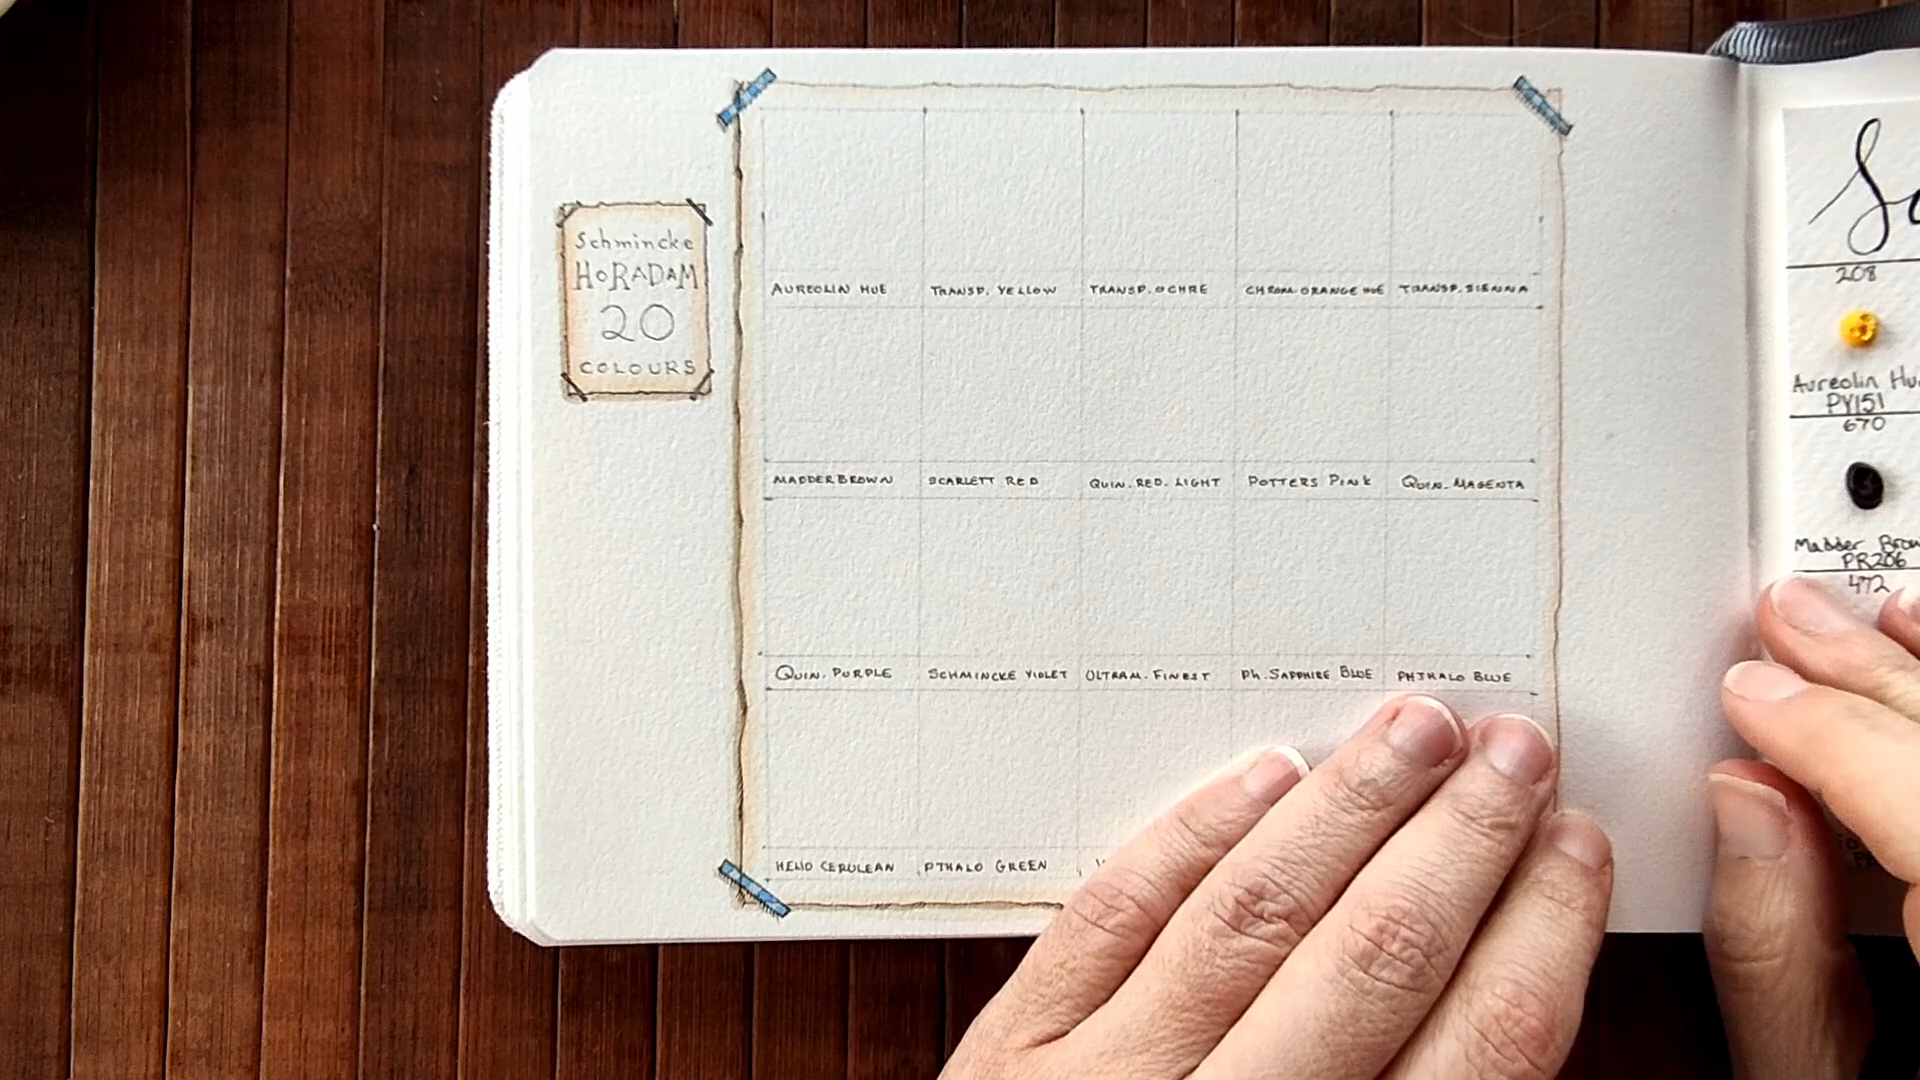 Schmincke
HORADAM
20
COLOURS
AUREOLIN HUE
TRANSP. YELLOW
TRANSP. OCHRE
CHROM. ORANGE HUE
TRANSP. SIENNA
MADDER BROWN
SCARLETT RED
QUIN. RED. LIGHT
POTTERS PINK
QUIN. MAGENTA
QUIN. PURPLE
SCHMINCKE VIOLET
ULTRAM. FINEST
Ph. SAPPHIRE BLUE
PHTHALO BLUE
HELIO CERULEAN
PTHALO GREEN
208
Aureolin
PY151
670
Madder
PR206
472